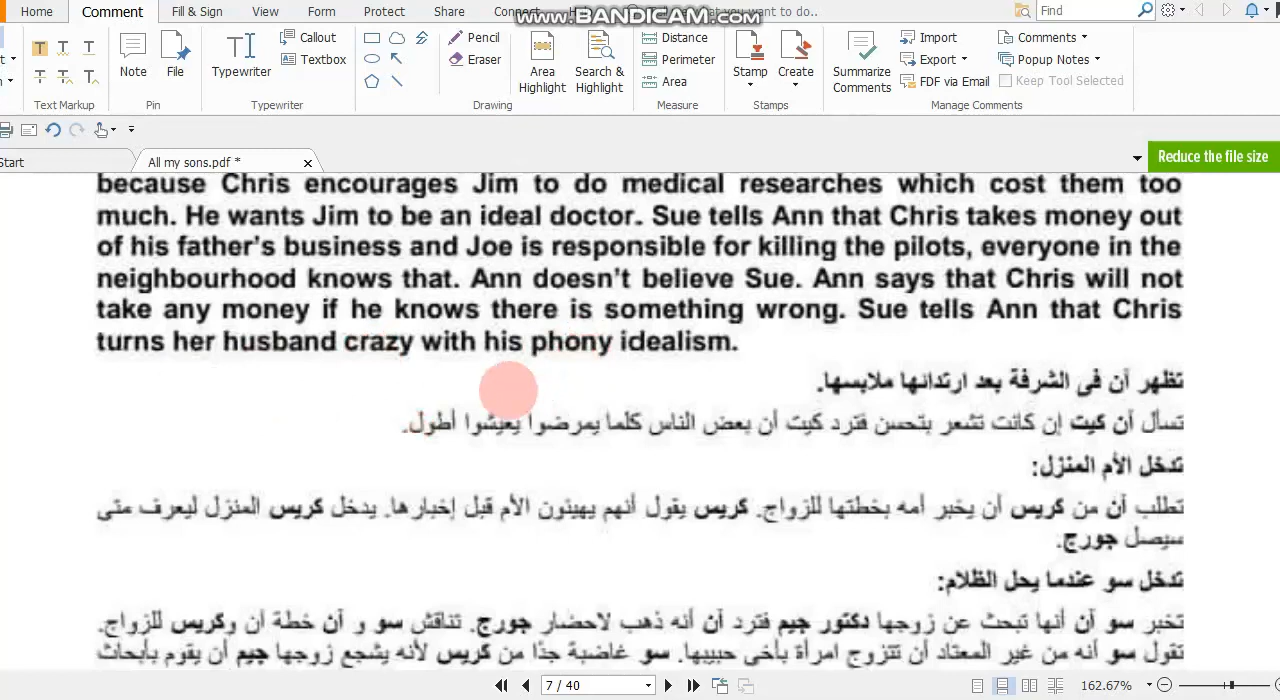 www.BANDICAM.com
Home Comment Fill & Sign View Form Protect Share Connect to do..
Find
Callout
Textbox
Note File Typewriter
Pencil
Eraser
Area Highlight
Search & Highlight
Distance
Perimeter
Area
Stamp Create
Summarize Comments
Import
Export
FDF via Email
Comments
Popup Notes
Keep Tool Selected
Text Markup Pin Typewriter Drawing Measure Stamps Manage Comments
Start All my sons.pdf * Reduce the file size
because Chris encourages Jim to do medical researches which cost them too
much. He wants Jim to be an ideal doctor. Sue tells Ann that Chris takes money out
of his father's business and Joe is responsible for killing the pilots, everyone in the
neighbourhood knows that. Ann doesn't believe Sue. Ann says that Chris will not
take any money if he knows there is something wrong. Sue tells Ann that Chris
turns her husband crazy with his phony idealism.
تظهر آن فى الشرفة بعد ارتدائها ملابسها.
تسأل آن كيت إن كانت تشعر بتحسن فترد كيت أن بعض الناس كلما يمرضوا يعيشوا أطول.
تدخل الأم المنزل:
تطلب آن من كريس أن يخبر أمه بخطتها للزواج. كريس يقول أنهم يهيئون الأم قبل إخبارها. يدخل كريس المنزل ليعرف متى
سيصل جورج.
تدخل سو عندما يحل الظلام:
تخبر سو آن أنها تبحث عن زوجها دكتور جيم فترد آن أنه ذهب لاحضار جورج. تناقش سو و آن خطة آن وكريس للزواج.
تقول سو أنه من غير المعتاد أن تتزوج امرأة بأخى حبيبها. سو غاضبة جدًا من كريس لأنه يشجع زوجها جيم أن يقوم بأبحاث
7 / 40
162.67%